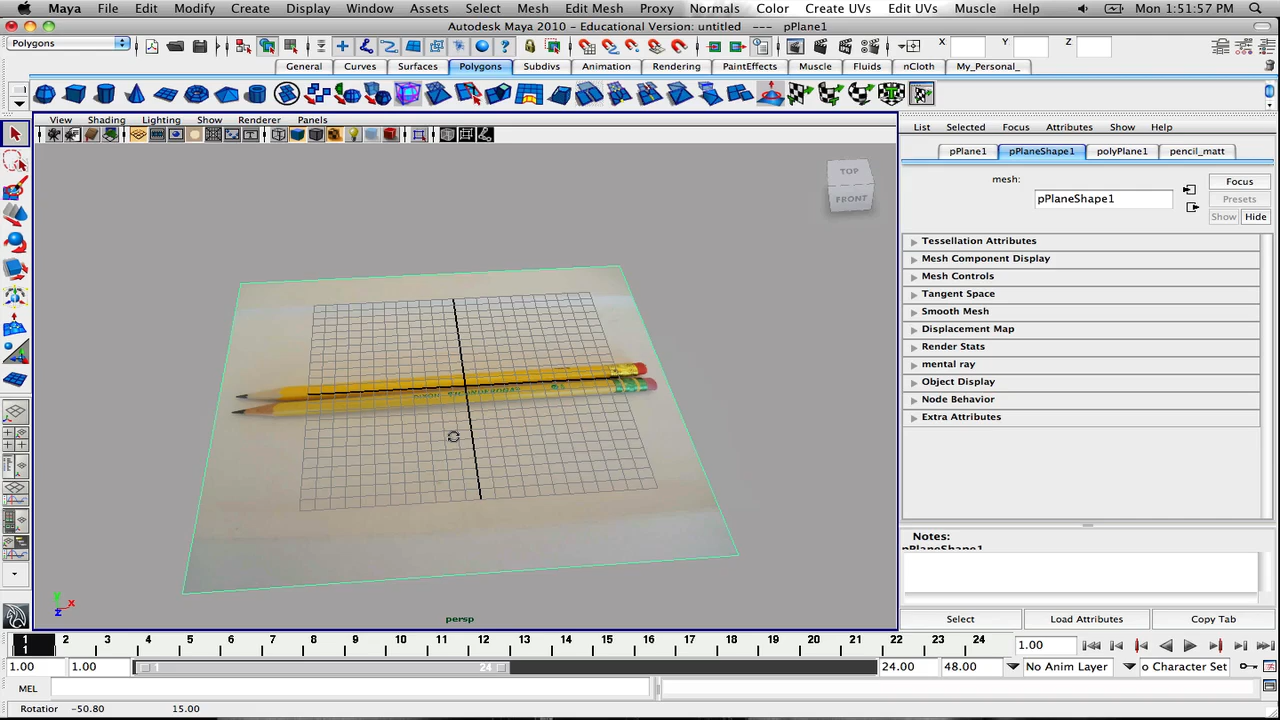 Maya File Edit Modify Create Display Window Assets Select Mesh Edit Mesh Proxy Normals Color Create UVs Edit UVs Muscle Help Mon 1:51:57 PM
Autodesk Maya 2010 - Educational Version: untitled --- pPlane1
Polygons X Y Z
General Curves Surfaces Polygons Subdivs Animation Rendering PaintEffects Muscle Fluids nCloth My_Personal_
View Shading Lighting Show Renderer Panels
List Selected Focus Attributes Show Help
pPlane1 pPlaneShape1 polyPlane1 pencil_matt
TOP
FRONT
mesh: pPlaneShape1
Focus
Presets
Show Hide
Tessellation Attributes
Mesh Component Display
Mesh Controls
Tangent Space
Smooth Mesh
Displacement Map
Render Stats
mental ray
Object Display
Node Behavior
Extra Attributes
Notes:
pPlaneShape1
y x
z
persp
Select Load Attributes Copy Tab
1 2 3 4 5 6 7 8 9 10 11 12 13 14 15 16 17 18 19 20 21 22 23 24 1.00
1
1.00 1.00 1 24 24.00 48.00 No Anim Layer o Character Set
MEL
Rotatior -50.80 15.00